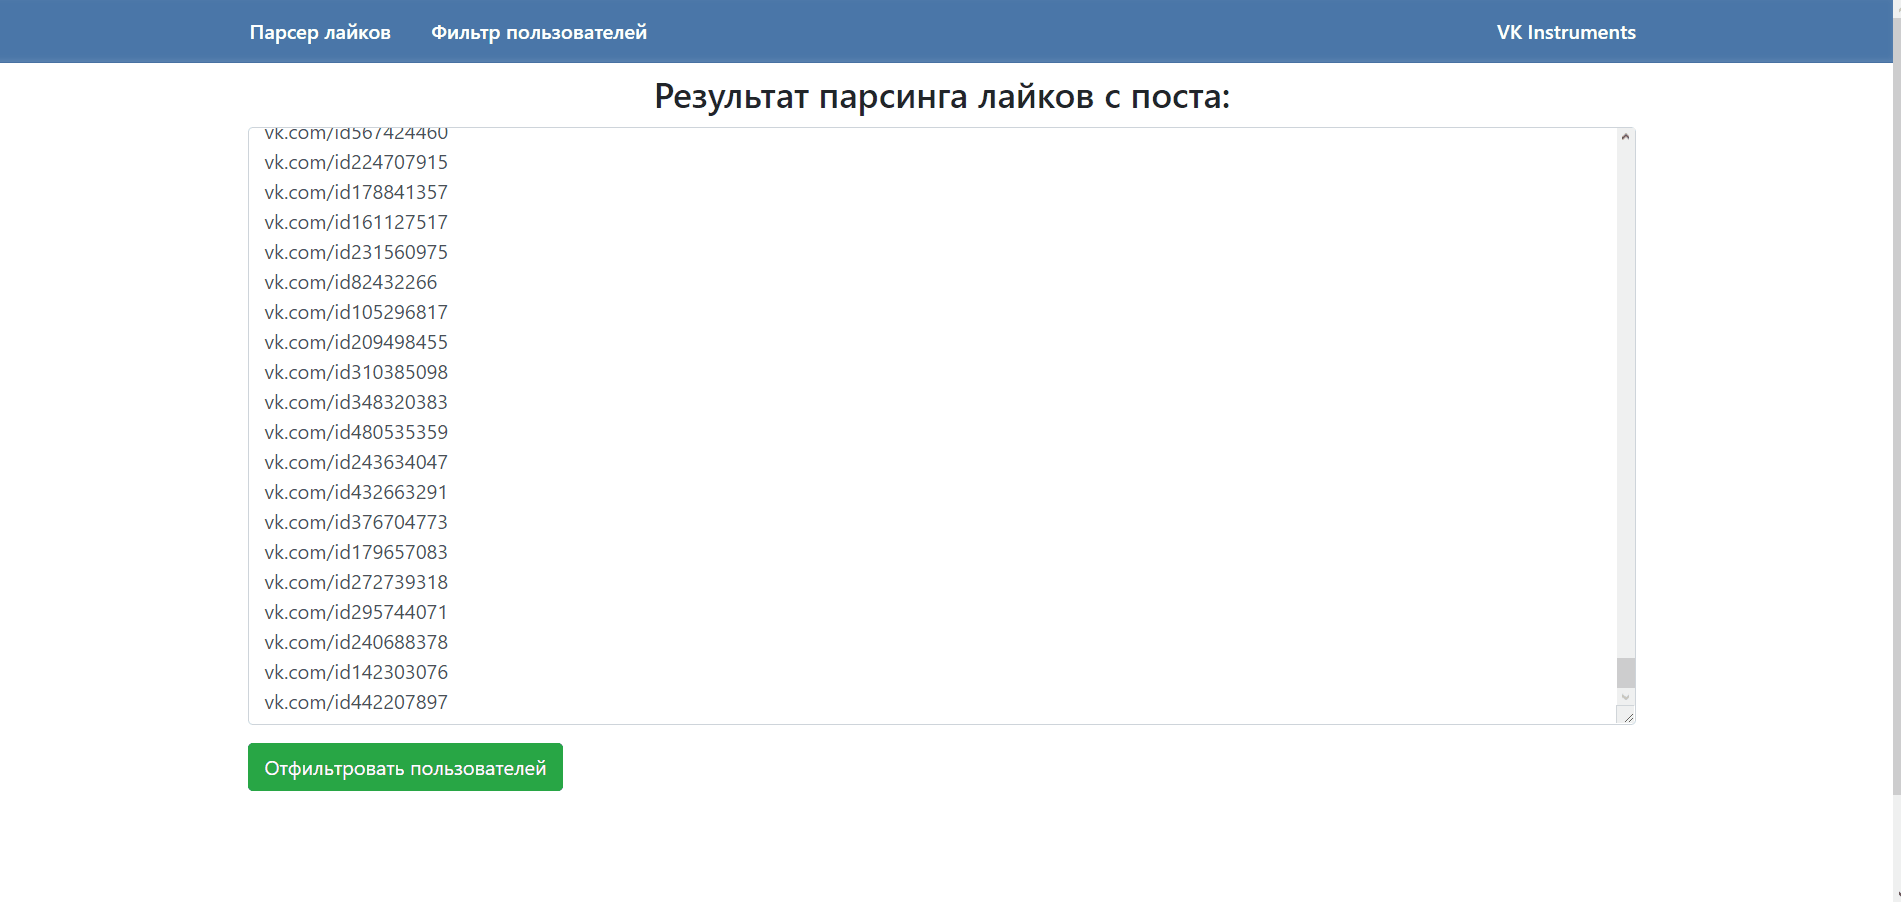 Парсер лайков Фильтр пользователей VK Instruments
Результат парсинга лайков с поста:
vk.com/id567424460
vk.com/id224707915
vk.com/id178841357
vk.com/id161127517
vk.com/id231560975
vk.com/id82432266
vk.com/id105296817
vk.com/id209498455
vk.com/id310385098
vk.com/id348320383
vk.com/id480535359
vk.com/id243634047
vk.com/id432663291
vk.com/id376704773
vk.com/id179657083
vk.com/id272739318
vk.com/id295744071
vk.com/id240688378
vk.com/id142303076
vk.com/id442207897
Отфильтровать пользователей